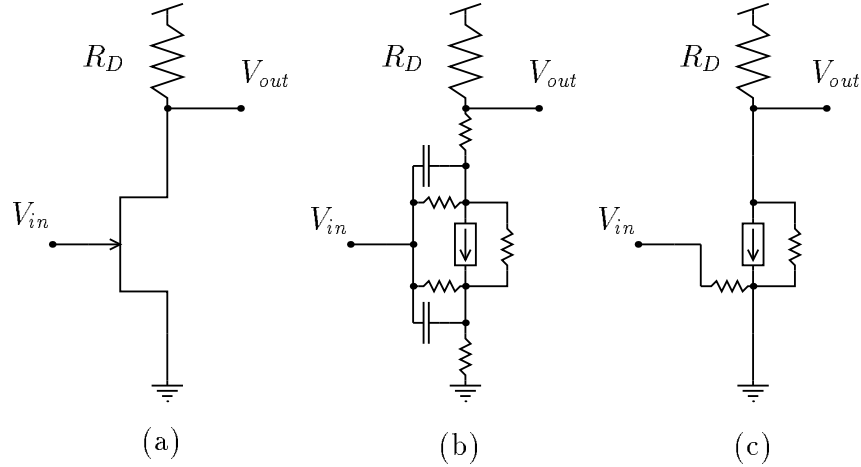 R_D
V_out
V_in
(a)
R_D
V_out
V_in
(b)
R_D
V_out
V_in
(c)